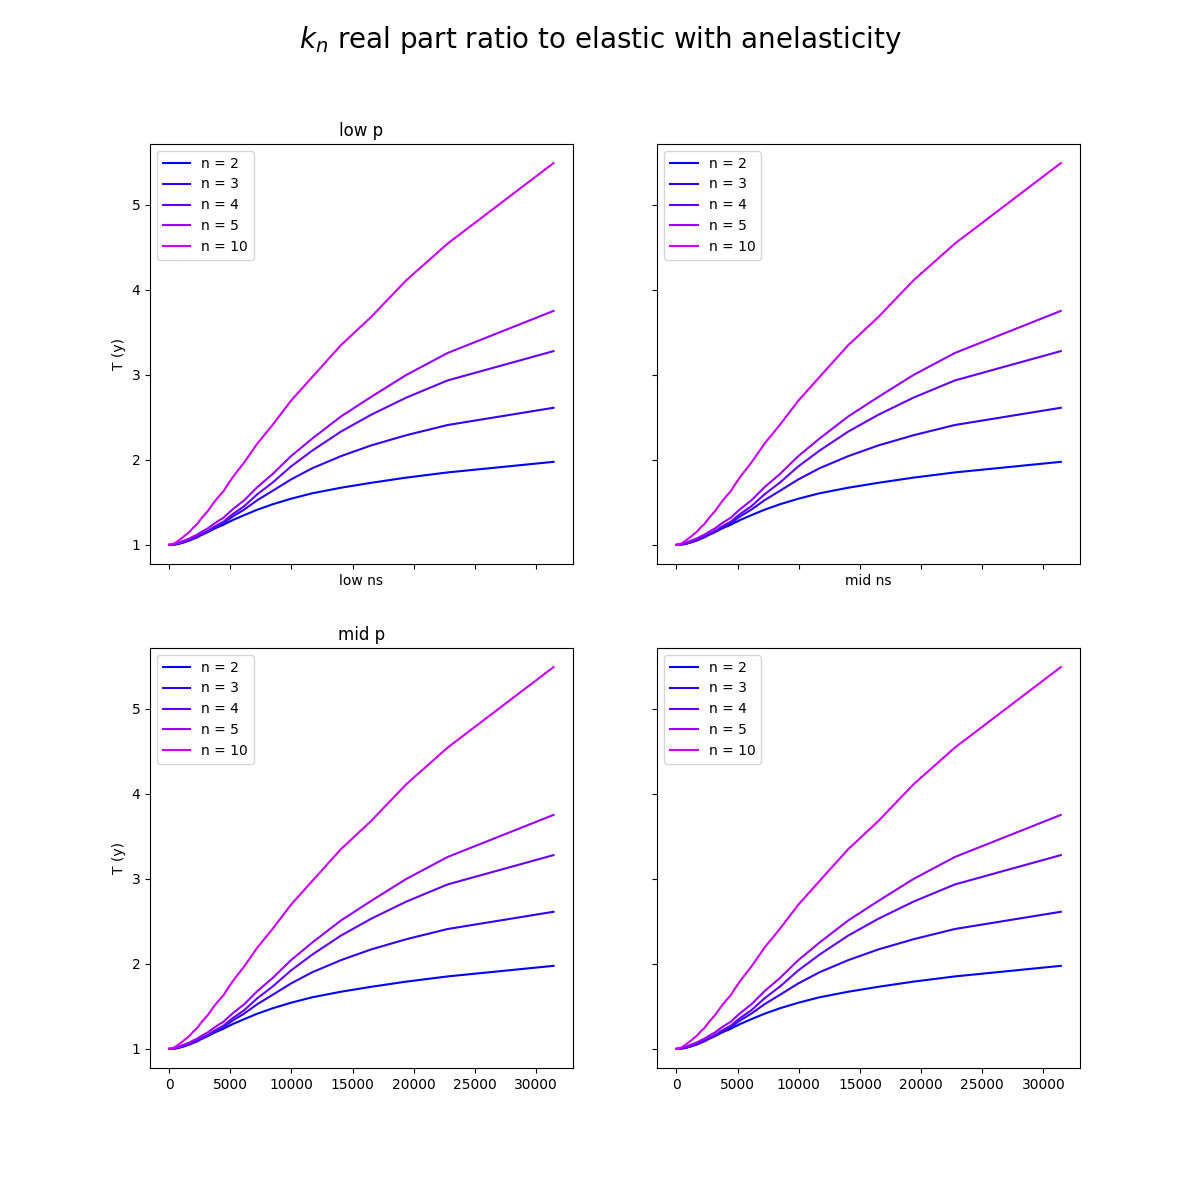 kn real part ratio to elastic with anelasticity
low p
n = 2
n = 3
n = 4
n = 5
n = 10
5
4
3
2
1
T (y)
low ns
n = 2
n = 3
n = 4
n = 5
n = 10
mid ns
mid p
n = 2
n = 3
n = 4
n = 5
n = 10
5
4
3
2
1
T (y)
0 5000 10000 15000 20000 25000 30000
n = 2
n = 3
n = 4
n = 5
n = 10
0 5000 10000 15000 20000 25000 30000